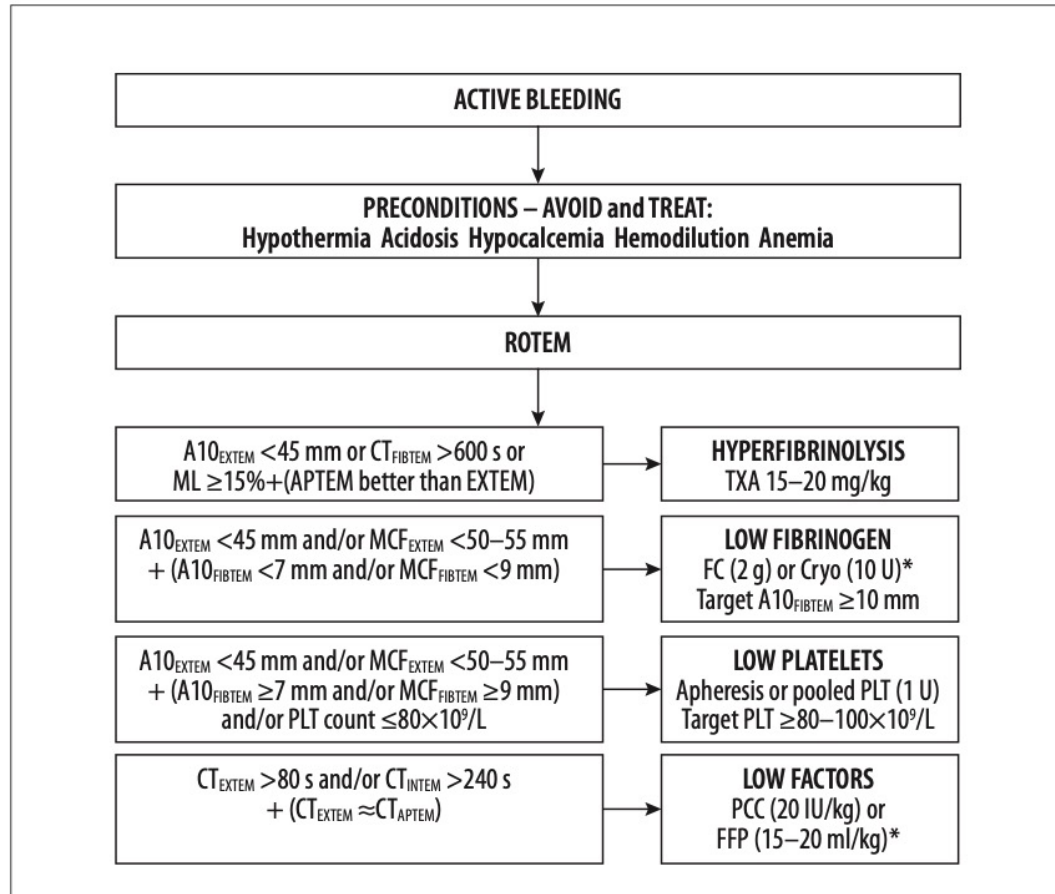 ACTIVE BLEEDING
PRECONDITIONS – AVOID and TREAT:
Hypothermia Acidosis Hypocalcemia Hemodilution Anemia
ROTEM
A10EXTEM <45 mm or CTFIBTEM >600 s or
ML ≥15%+(APTEM better than EXTEM)
HYPERFIBRINOLYSIS
TXA 15–20 mg/kg
A10EXTEM <45 mm and/or MCFEXTEM <50–55 mm
+ (A10FIBTEM <7 mm and/or MCFFIBTEM <9 mm)
LOW FIBRINOGEN
FC (2 g) or Cryo (10 U)*
Target A10FIBTEM ≥10 mm
A10EXTEM <45 mm and/or MCFEXTEM <50–55 mm
+ (A10FIBTEM ≥7 mm and/or MCFFIBTEM ≥9 mm)
and/or PLT count ≤80×10⁹/L
LOW PLATELETS
Apheresis or pooled PLT (1 U)
Target PLT ≥80–100×10⁹/L
CTEXTEM >80 s and/or CTINTEM >240 s
+ (CTEXTEM ≈CTAPTEM)
LOW FACTORS
PCC (20 IU/kg) or
FFP (15–20 ml/kg)*